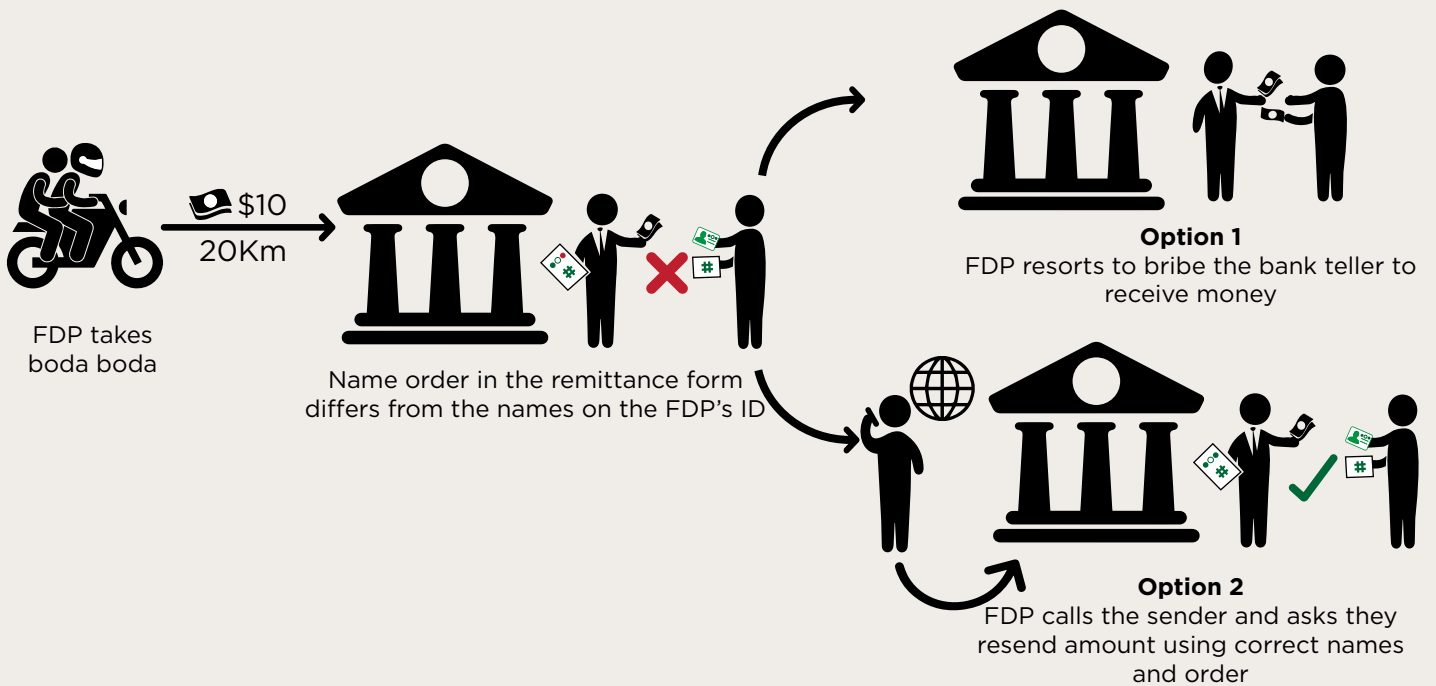 $10
20Km
FDP takes
boda boda
Name order in the remittance form
differs from the names on the FDP's ID
Option 1
FDP resorts to bribe the bank teller to
receive money
Option 2
FDP calls the sender and asks they
resend amount using correct names
and order